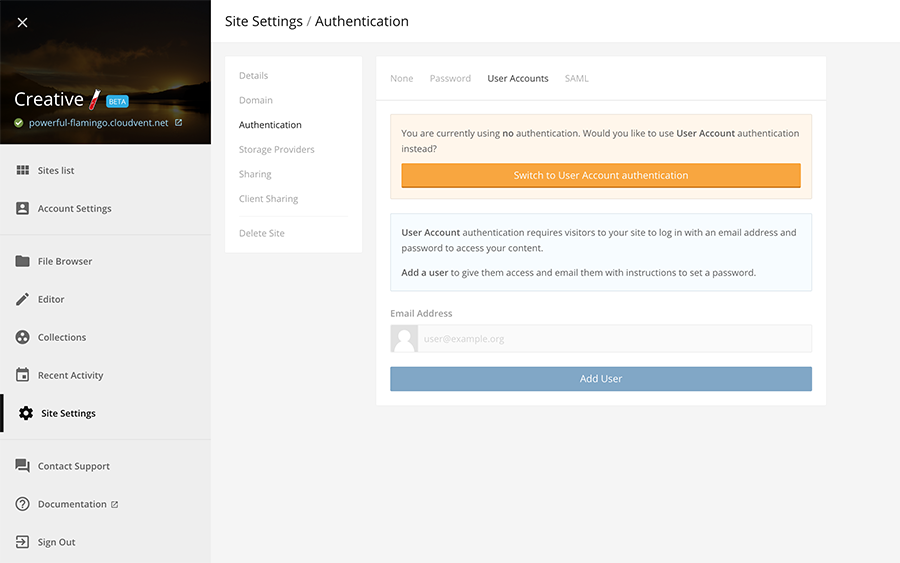 Site Settings / Authentication
Creative BETA
powerful-flamingo.cloudvent.net
Sites list
Account Settings
File Browser
Editor
Collections
Recent Activity
Site Settings
Contact Support
Documentation
Sign Out
Details
Domain
Authentication
Storage Providers
Sharing
Client Sharing
Delete Site
None Password User Accounts SAML
You are currently using no authentication. Would you like to use User Account authentication
instead?
Switch to User Account authentication
User Account authentication requires visitors to your site to log in with an email address and
password to access your content.
Add a user to give them access and email them with instructions to set a password.
Email Address
user@example.org
Add User